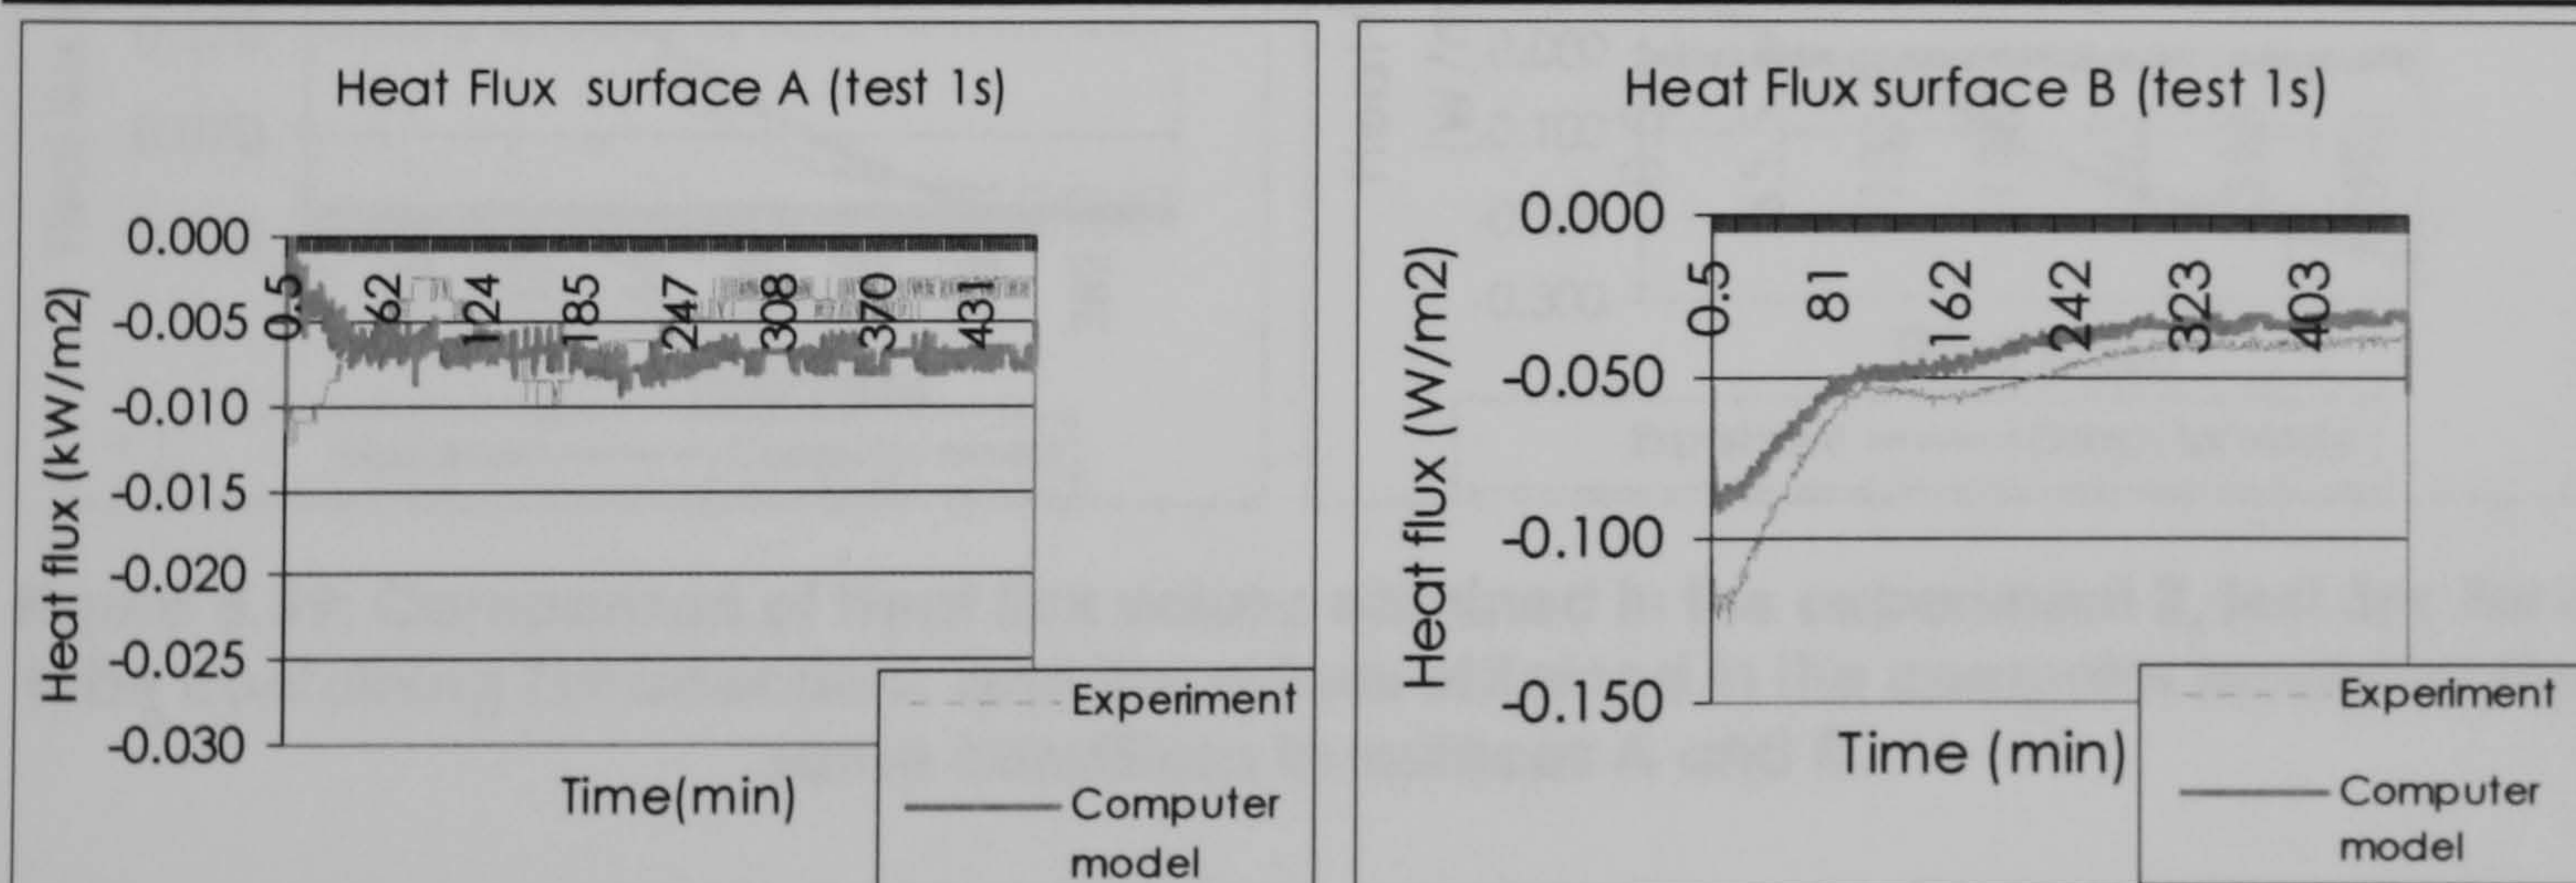 Heat Flux surface A (test 1s)
0.000
-0.005
-0.010
-0.015
-0.020
-0.025
-0.030
Heat flux (kW/m2)
0.5
62
124
185
247
308
370
431
Time(min)
Experiment
Computer
model
Heat Flux surface B (test 1s)
0.000
-0.050
-0.100
-0.150
Heat flux (W/m2)
0.5
81
162
242
323
403
Time (min)
Experiment
Computer
model